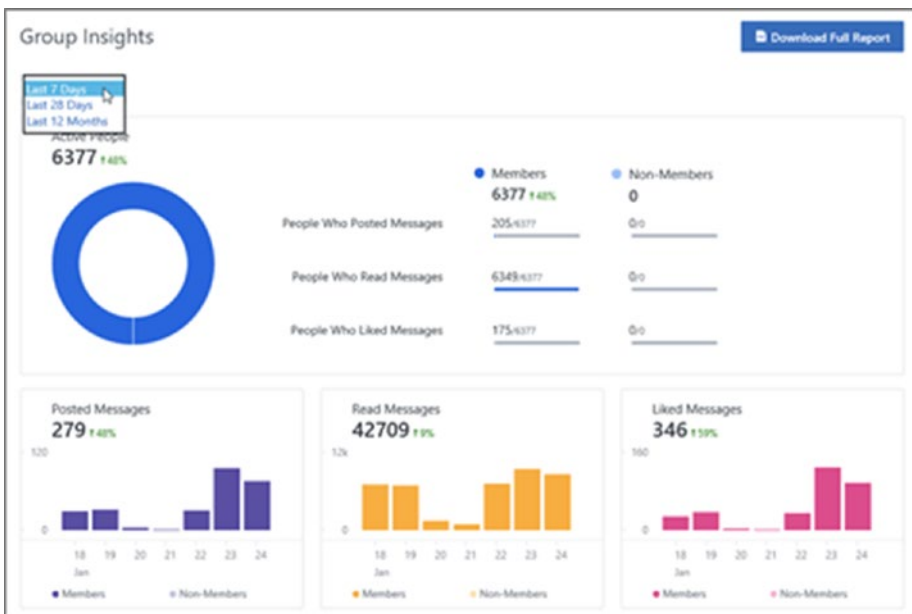 Group Insights
Download Full Report
Last 7 Days
Last 28 Days
Last 12 Months
Active People
6377 ↑48%
Members
Non-Members
6377 ↑48%
0
People Who Posted Messages
205/6377
0/0
People Who Read Messages
6349/6377
0/0
People Who Liked Messages
175/6377
0/0
Posted Messages
279 ↑48%
120
0
18 19 20 21 22 23 24
Jan
Members Non-Members
Read Messages
42709 ↑9%
12k
0
18 19 20 21 22 23 24
Jan
Members Non-Members
Liked Messages
346 ↑59%
160
0
18 19 20 21 22 23 24
Jan
Members Non-Members